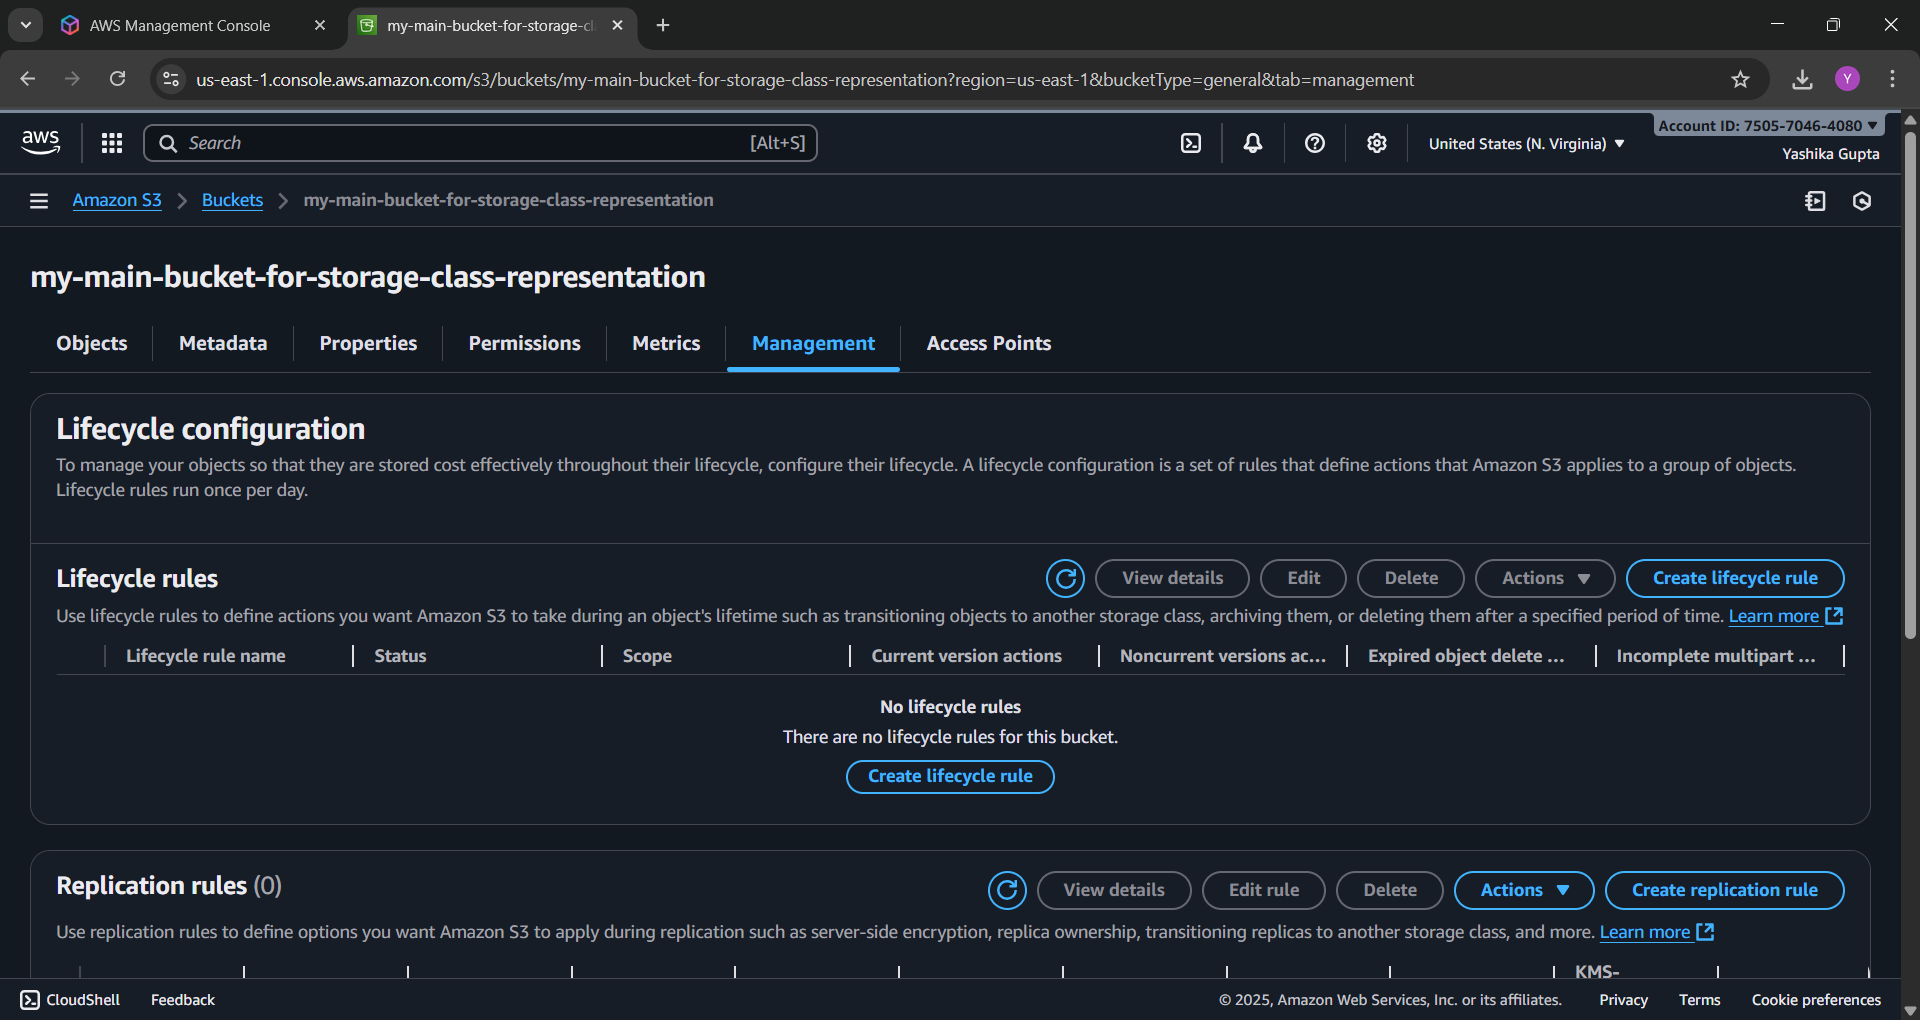 AWS Management Console
my-main-bucket-for-storage-cl
us-east-1.console.aws.amazon.com/s3/buckets/my-main-bucket-for-storage-class-representation?region=us-east-1&bucketType=general&tab=management
Y
aws
Search
[Alt+S]
United States (N. Virginia)
Account ID: 7505-7046-4080
Yashika Gupta
Amazon S3
Buckets
my-main-bucket-for-storage-class-representation
my-main-bucket-for-storage-class-representation
Objects
Metadata
Properties
Permissions
Metrics
Management
Access Points
Lifecycle configuration
To manage your objects so that they are stored cost effectively throughout their lifecycle, configure their lifecycle. A lifecycle configuration is a set of rules that define actions that Amazon S3 applies to a group of objects.
Lifecycle rules run once per day.
Lifecycle rules
View details
Edit
Delete
Actions
Create lifecycle rule
Use lifecycle rules to define actions you want Amazon S3 to take during an object's lifetime such as transitioning objects to another storage class, archiving them, or deleting them after a specified period of time. Learn more
Lifecycle rule name
Status
Scope
Current version actions
Noncurrent versions ac...
Expired object delete ...
Incomplete multipart ...
No lifecycle rules
There are no lifecycle rules for this bucket.
Create lifecycle rule
Replication rules (0)
View details
Edit rule
Delete
Actions
Create replication rule
Use replication rules to define options you want Amazon S3 to apply during replication such as server-side encryption, replica ownership, transitioning replicas to another storage class, and more. Learn more
KMS-
CloudShell
Feedback
© 2025, Amazon Web Services, Inc. or its affiliates.
Privacy
Terms
Cookie preferences